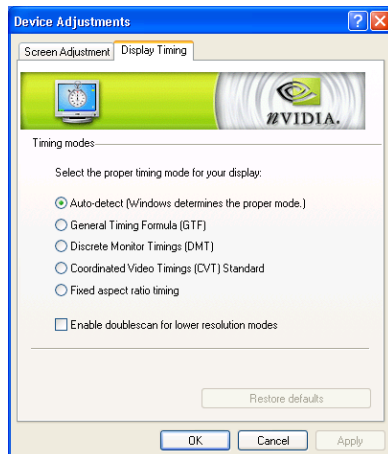 Device Adjustments
Screen Adjustment Display Timing
nVIDIA.
Timing modes
Select the proper timing mode for your display:
Auto-detect (Windows determines the proper mode.)
General Timing Formula (GTF)
Discrete Monitor Timings (DMT)
Coordinated Video Timings (CVT) Standard
Fixed aspect ratio timing
Enable doublescan for lower resolution modes
Restore defaults
OK Cancel Apply